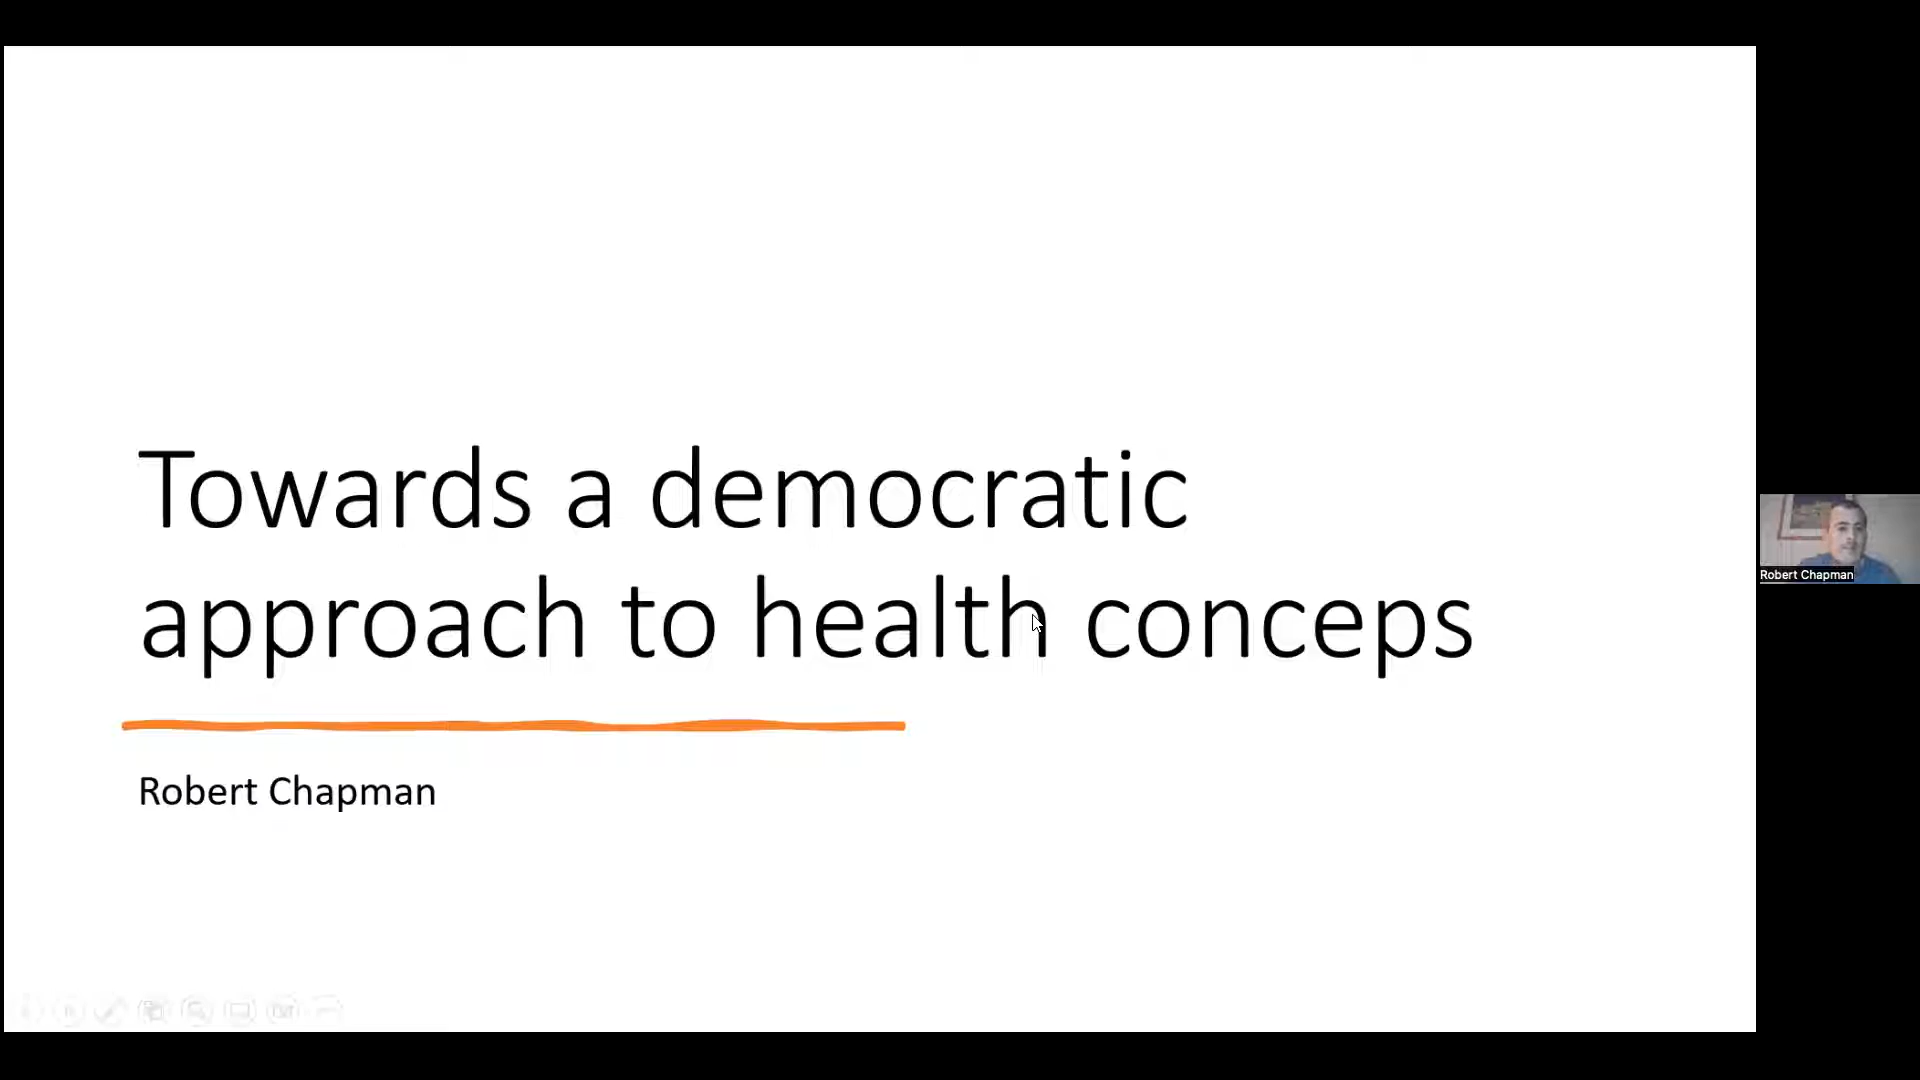 Towards a democratic
approach to health conceps
Robert Chapman
Robert Chapman